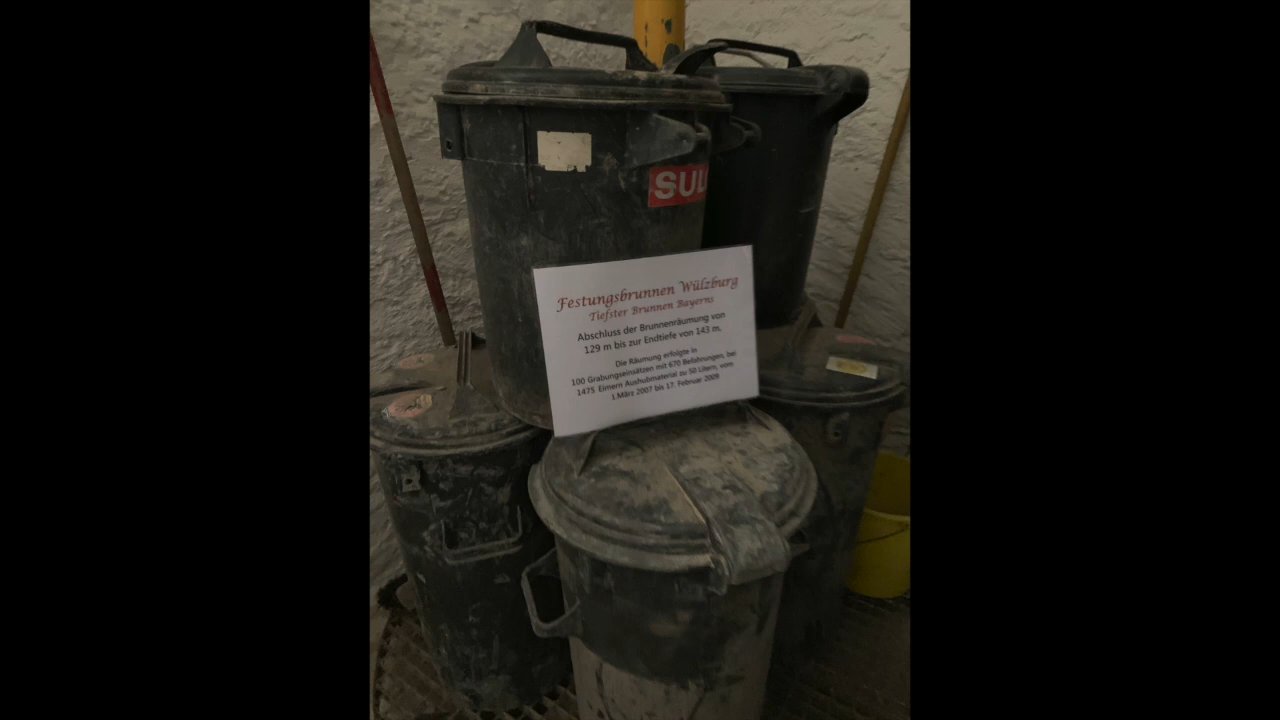 SUL
Festungsbrunnen Wülzburg
Tiefster Brunnen Bayerns
Abschluss der Brunnenräumung von
129 m bis zur Endtiefe von 143 m.
Die Räumung erfolgte in
100 Grabungseinsätzen mit 670 Befahrungen, bei
1475 Eimern Aushubmaterial zu 50 Litern, vom
1.März 2007 bis 17. Februar 2009